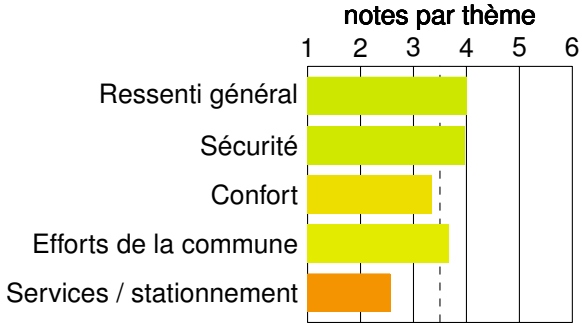 notes par thème
1 2 3 4 5 6
Ressenti général
Sécurité
Confort
Efforts de la commune
Services / stationnement